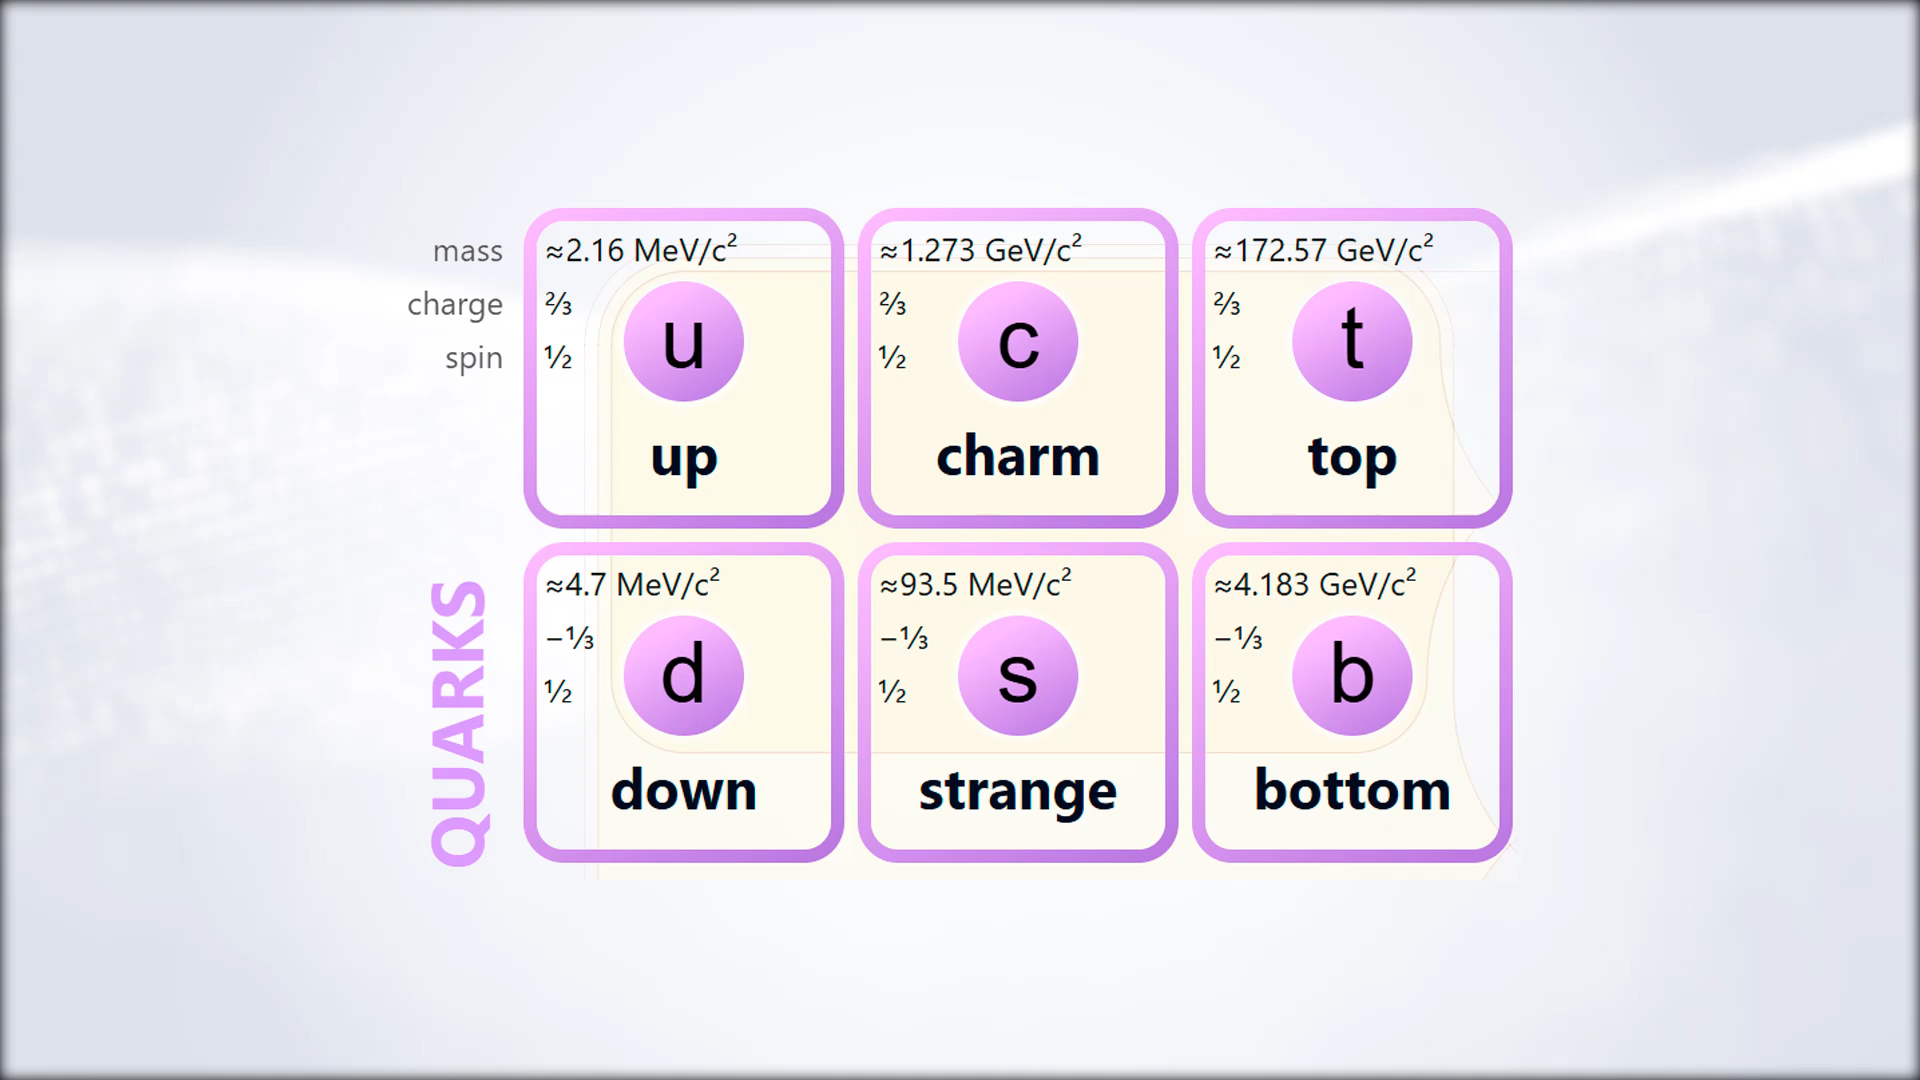 mass
charge
spin
≈2.16 MeV/c²
⅔
½
u
up
≈1.273 GeV/c²
⅔
½
c
charm
≈172.57 GeV/c²
⅔
½
t
top
QUARKS
≈4.7 MeV/c²
−⅓
½
d
down
≈93.5 MeV/c²
−⅓
½
s
strange
≈4.183 GeV/c²
−⅓
½
b
bottom